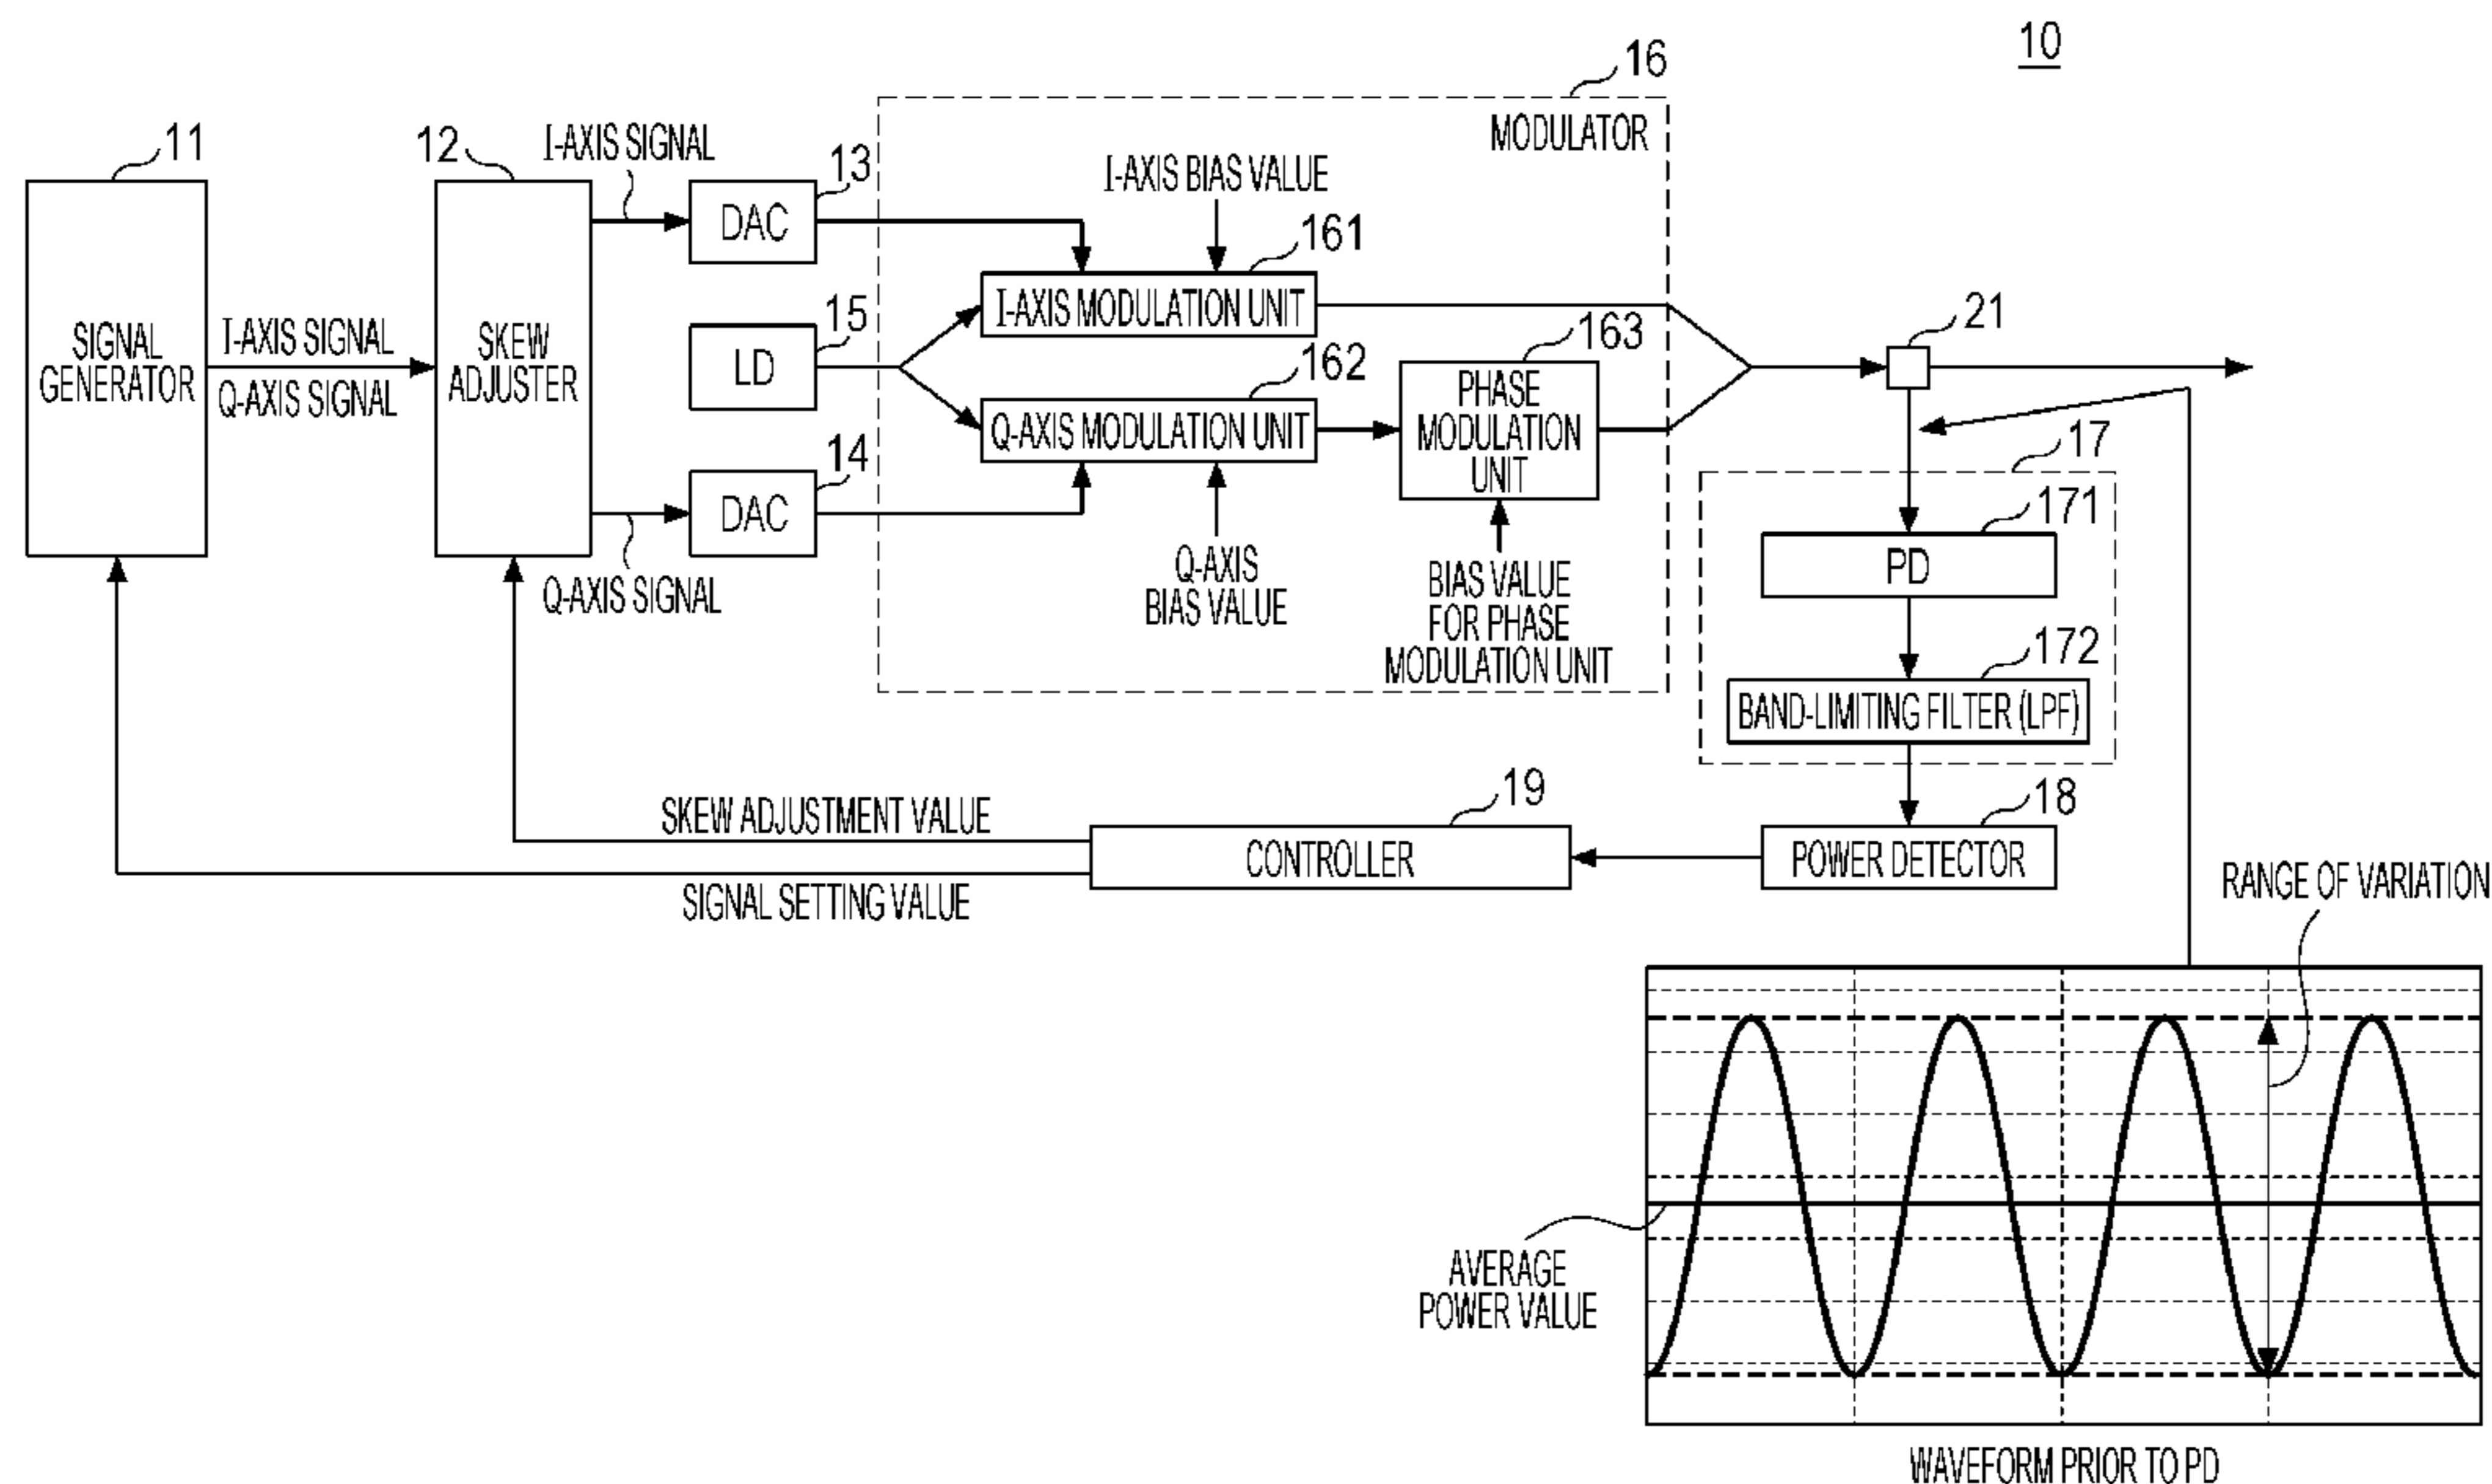 10
16
MODULATOR
11
SIGNAL
GENERATOR
I-AXIS SIGNAL
Q-AXIS SIGNAL
12
SKEW
ADJUSTER
I-AXIS SIGNAL
13
DAC
15
LD
14
DAC
Q-AXIS SIGNAL
I-AXIS BIAS VALUE
161
I-AXIS MODULATION UNIT
162
Q-AXIS MODULATION UNIT
Q-AXIS
BIAS VALUE
163
PHASE
MODULATION
UNIT
BIAS VALUE
FOR PHASE
MODULATION UNIT
21
17
171
PD
172
BAND-LIMITING FILTER (LPF)
18
POWER DETECTOR
19
CONTROLLER
SKEW ADJUSTMENT VALUE
SIGNAL SETTING VALUE
RANGE OF VARIATION
AVERAGE
POWER VALUE
WAVEFORM PRIOR TO PD